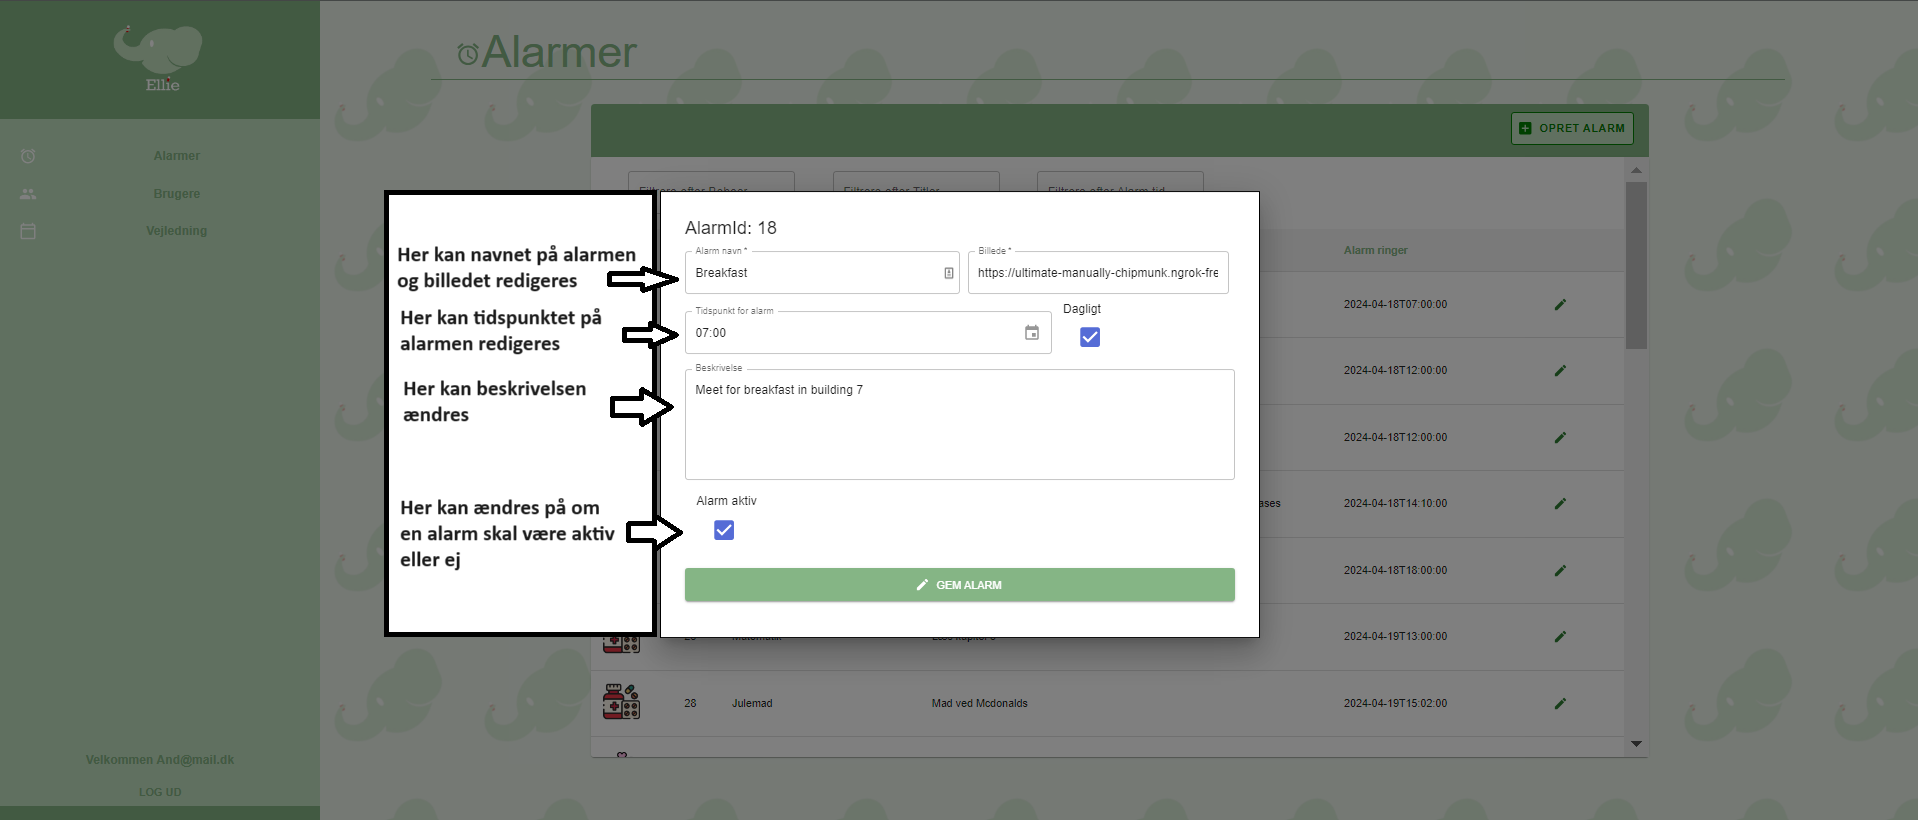 Ellie
Alarmer
Brugere
Vejledning
Velkommen And@mail.dk
LOG UD
Alarmer
OPRET ALARM
Filtrere efter Titler
Filtrere efter Alarm tid
Alarm ringer
2024-04-18T07:00:00
2024-04-18T12:00:00
2024-04-18T12:00:00
ases
2024-04-18T14:10:00
2024-04-18T18:00:00
2024-04-19T13:00:00
28 Julemad Mad ved Mcdonalds 2024-04-19T15:02:00
Her kan navnet på alarmen
og billedet redigeres
Her kan tidspunktet på
alarmen redigeres
Her kan beskrivelsen
ændres
Her kan ændres på om
en alarm skal være aktiv
eller ej
AlarmId: 18
Alarm navn *
Breakfast
Billede *
https://ultimate-manually-chipmunk.ngrok-fre
Tidspunkt for alarm
07:00
Dagligt
Beskrivelse
Meet for breakfast in building 7
Alarm aktiv
GEM ALARM